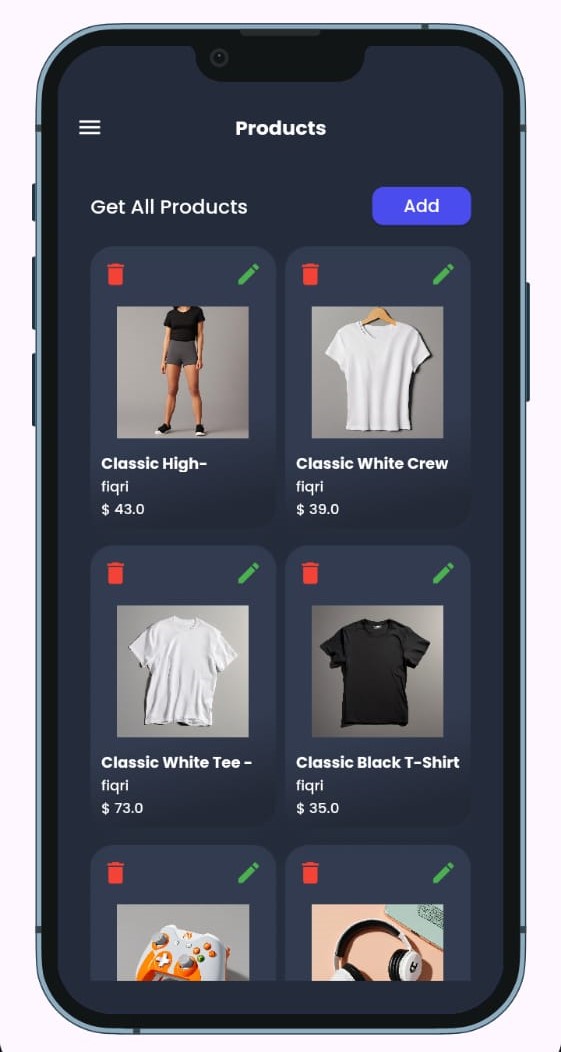 Products
Get All Products
Add
Classic High-
fiqri
$ 43.0
Classic White Crew
fiqri
$ 39.0
Classic White Tee -
fiqri
$ 73.0
Classic Black T-Shirt
fiqri
$ 35.0